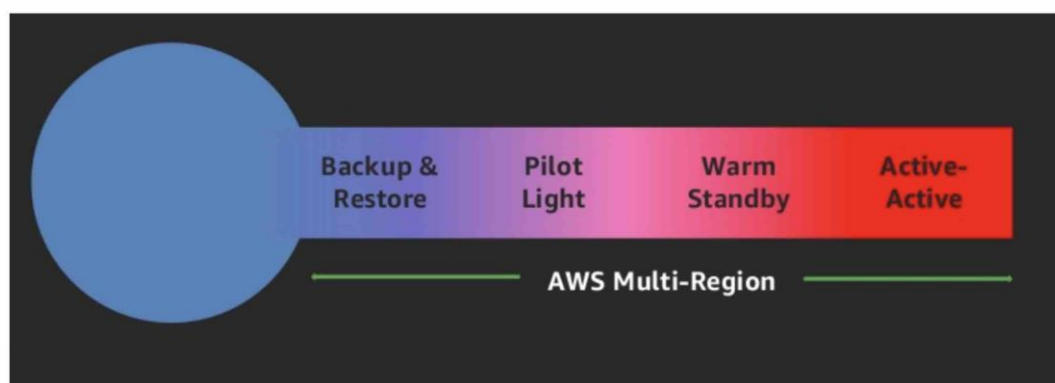 Backup &
Restore
Pilot
Light
Warm
Standby
Active-
Active
AWS Multi-Region